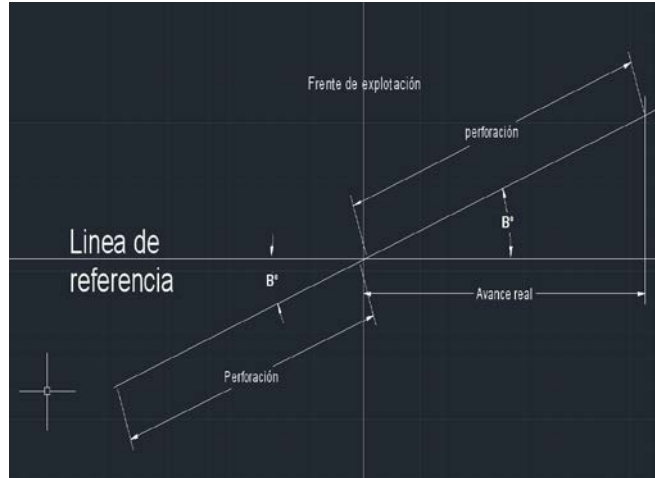 Frente de explotación
perforación
B°
Linea de
referencia
B°
Avance real
Perforación